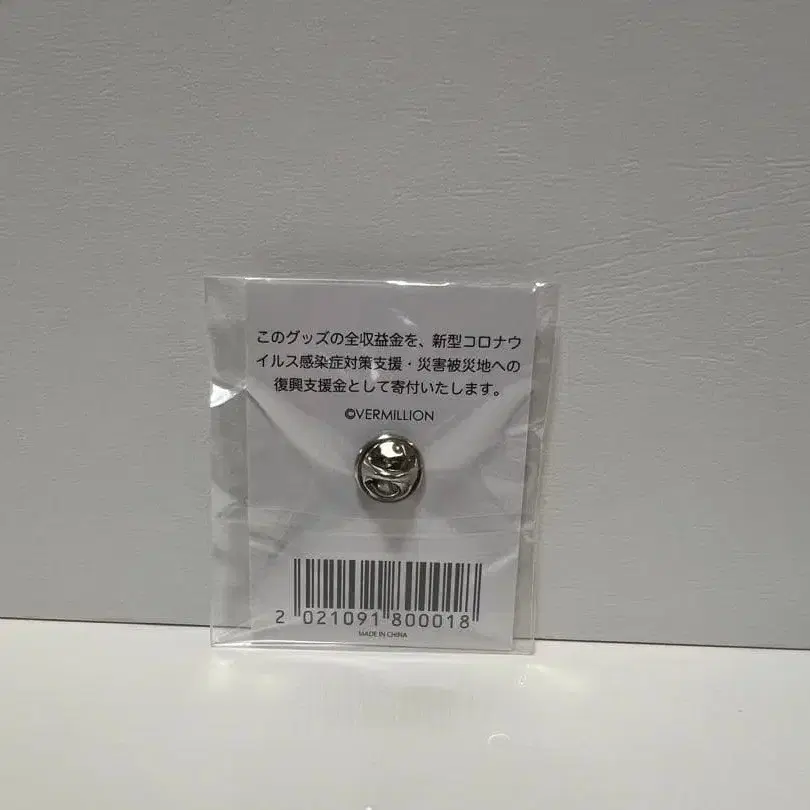 このグッズの全収益金を、新型コロナウ
イルス感染症対策支援・災害被災地への
復興支援金として寄付いたします。
©VERMILLION
2 021091 800018
MADE IN CHINA